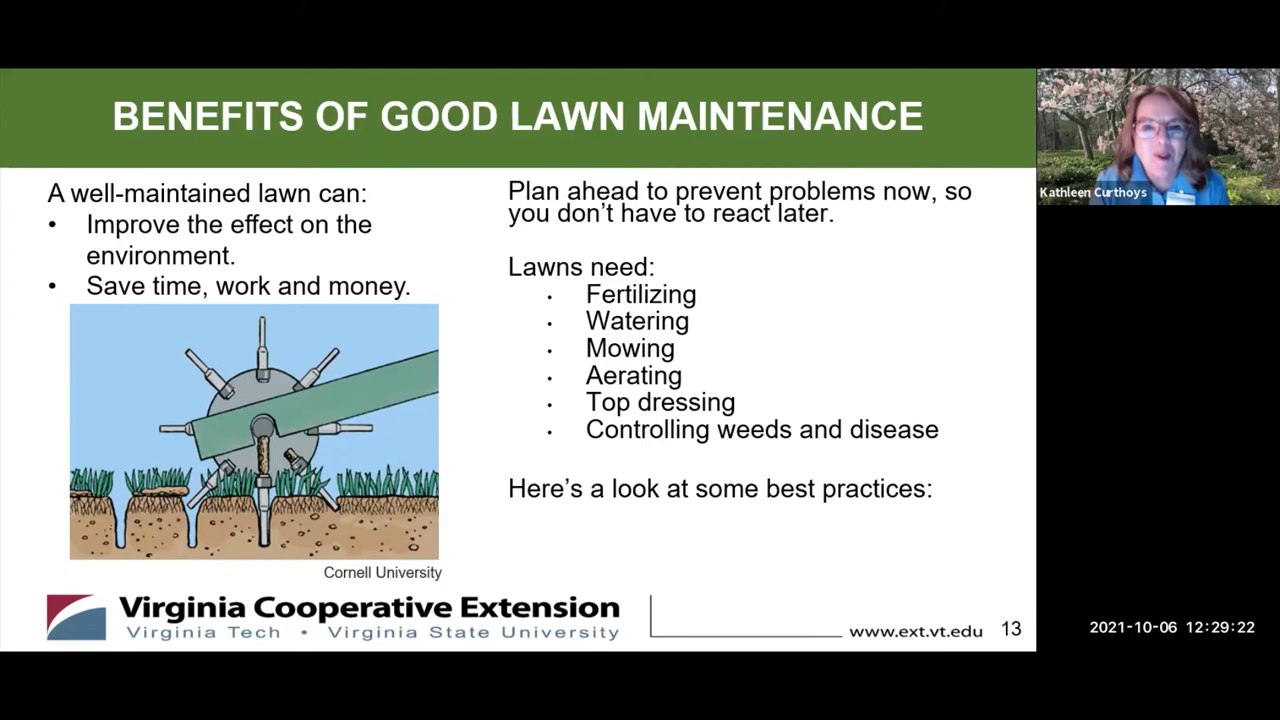 BENEFITS OF GOOD LAWN MAINTENANCE
A well-maintained lawn can:
• Improve the effect on the
environment.
• Save time, work and money.
Cornell University
Plan ahead to prevent problems now, so
you don’t have to react later.
Lawns need:
• Fertilizing
• Watering
• Mowing
• Aerating
• Top dressing
• Controlling weeds and disease
Here’s a look at some best practices:
Virginia Cooperative Extension
Virginia Tech • Virginia State University
www.ext.vt.edu
13
Kathleen Curthoys
2021-10-06 12:29:22